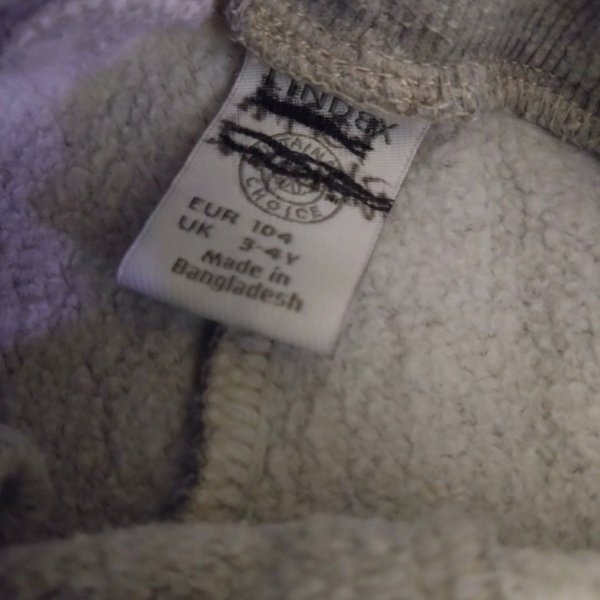 LINDEX
CHOICE
EUR 104
UK 3-4Y
Made in
Bangladesh